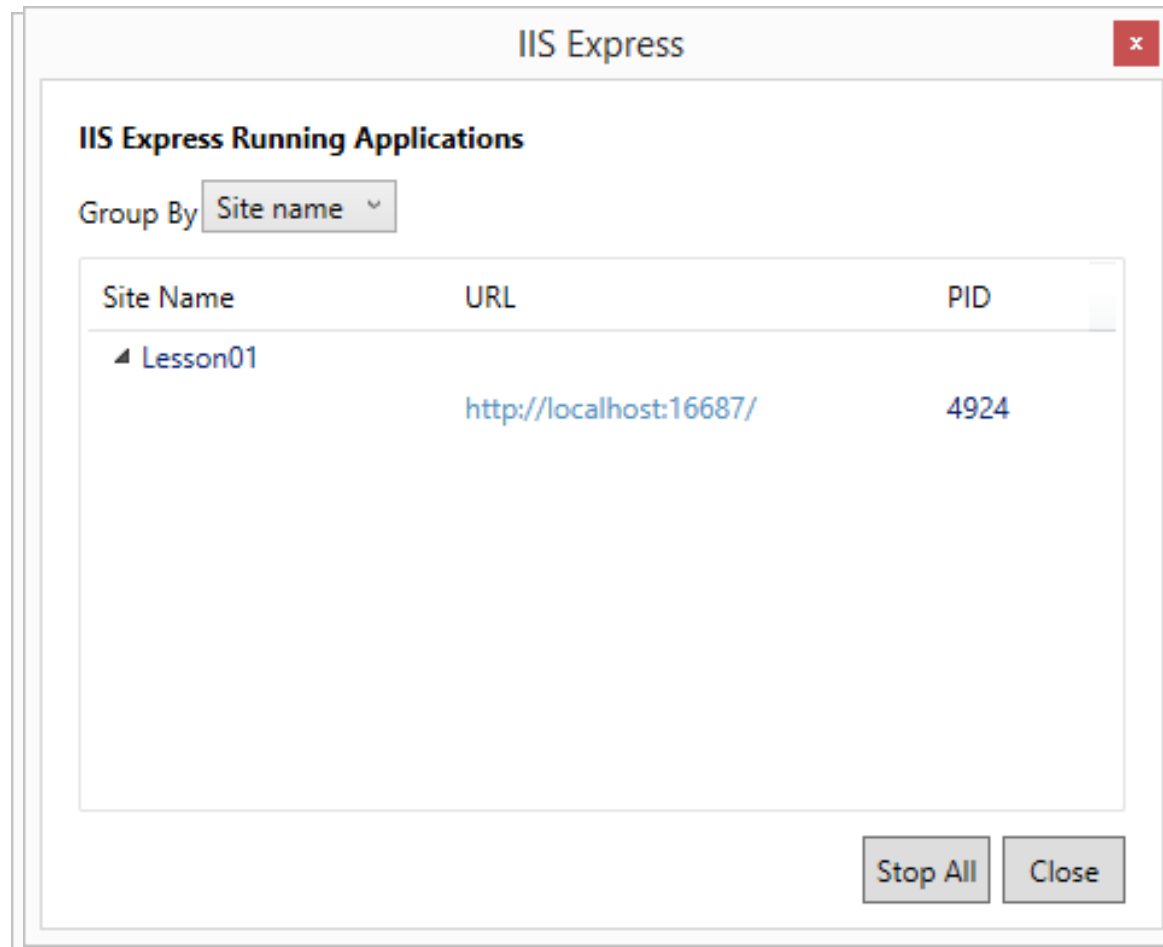 IIS Express
x
IIS Express Running Applications
Group By Site name
Site Name URL PID
Lesson01
http://localhost:16687/ 4924
Stop All Close